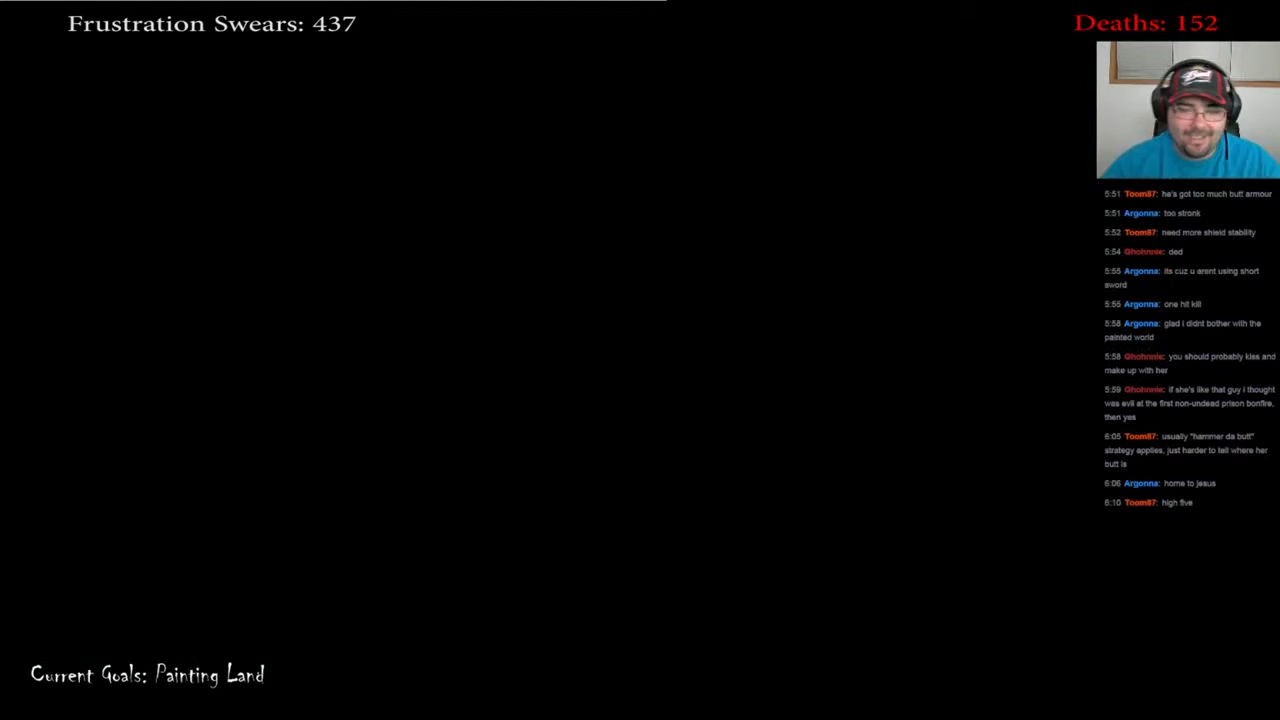 Frustration Swears: 437
Deaths: 152
5:51 Toom87: he's got too much butt armour
5:51 Argonna: too stronk
5:52 Toom87: need more shield stability
5:54 Ghohnnie: ded
5:55 Argonna: its cuz u arent using short
sword
5:55 Argonna: one hit kill
5:58 Argonna: glad i didnt bother with the
painted world
5:58 Ghohnnie: you should probably kiss and
make up with her
5:59 Ghohnnie: if she's like that guy i thought
was evil at the first non-undead prison bonfire,
then yes
6:05 Toom87: usually "hammer da butt"
strategy applies, just harder to tell where her
butt is
6:06 Argonna: home to jesus
6:10 Toom87: high five
Current Goals: Painting Land